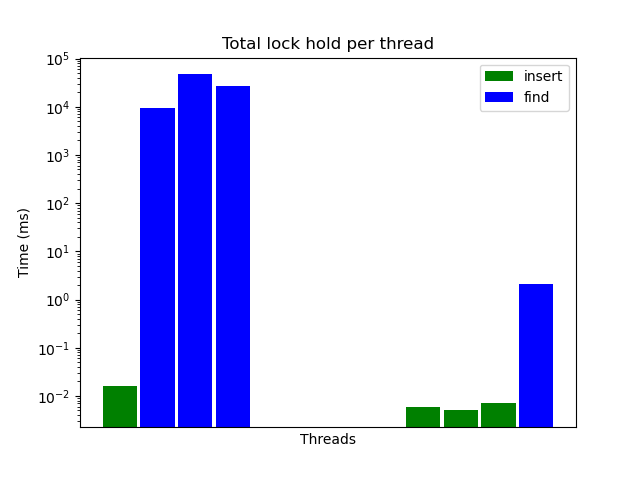 Total lock hold per thread
insert
find
10^5
10^4
10^3
10^2
10^1
10^0
10^−1
10^−2
Time (ms)
Threads